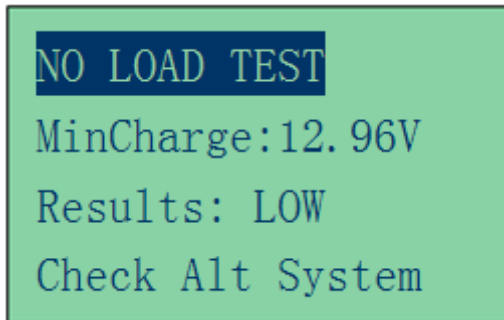 NO LOAD TEST
MinCharge:12.96V
Results: LOW
Check Alt System